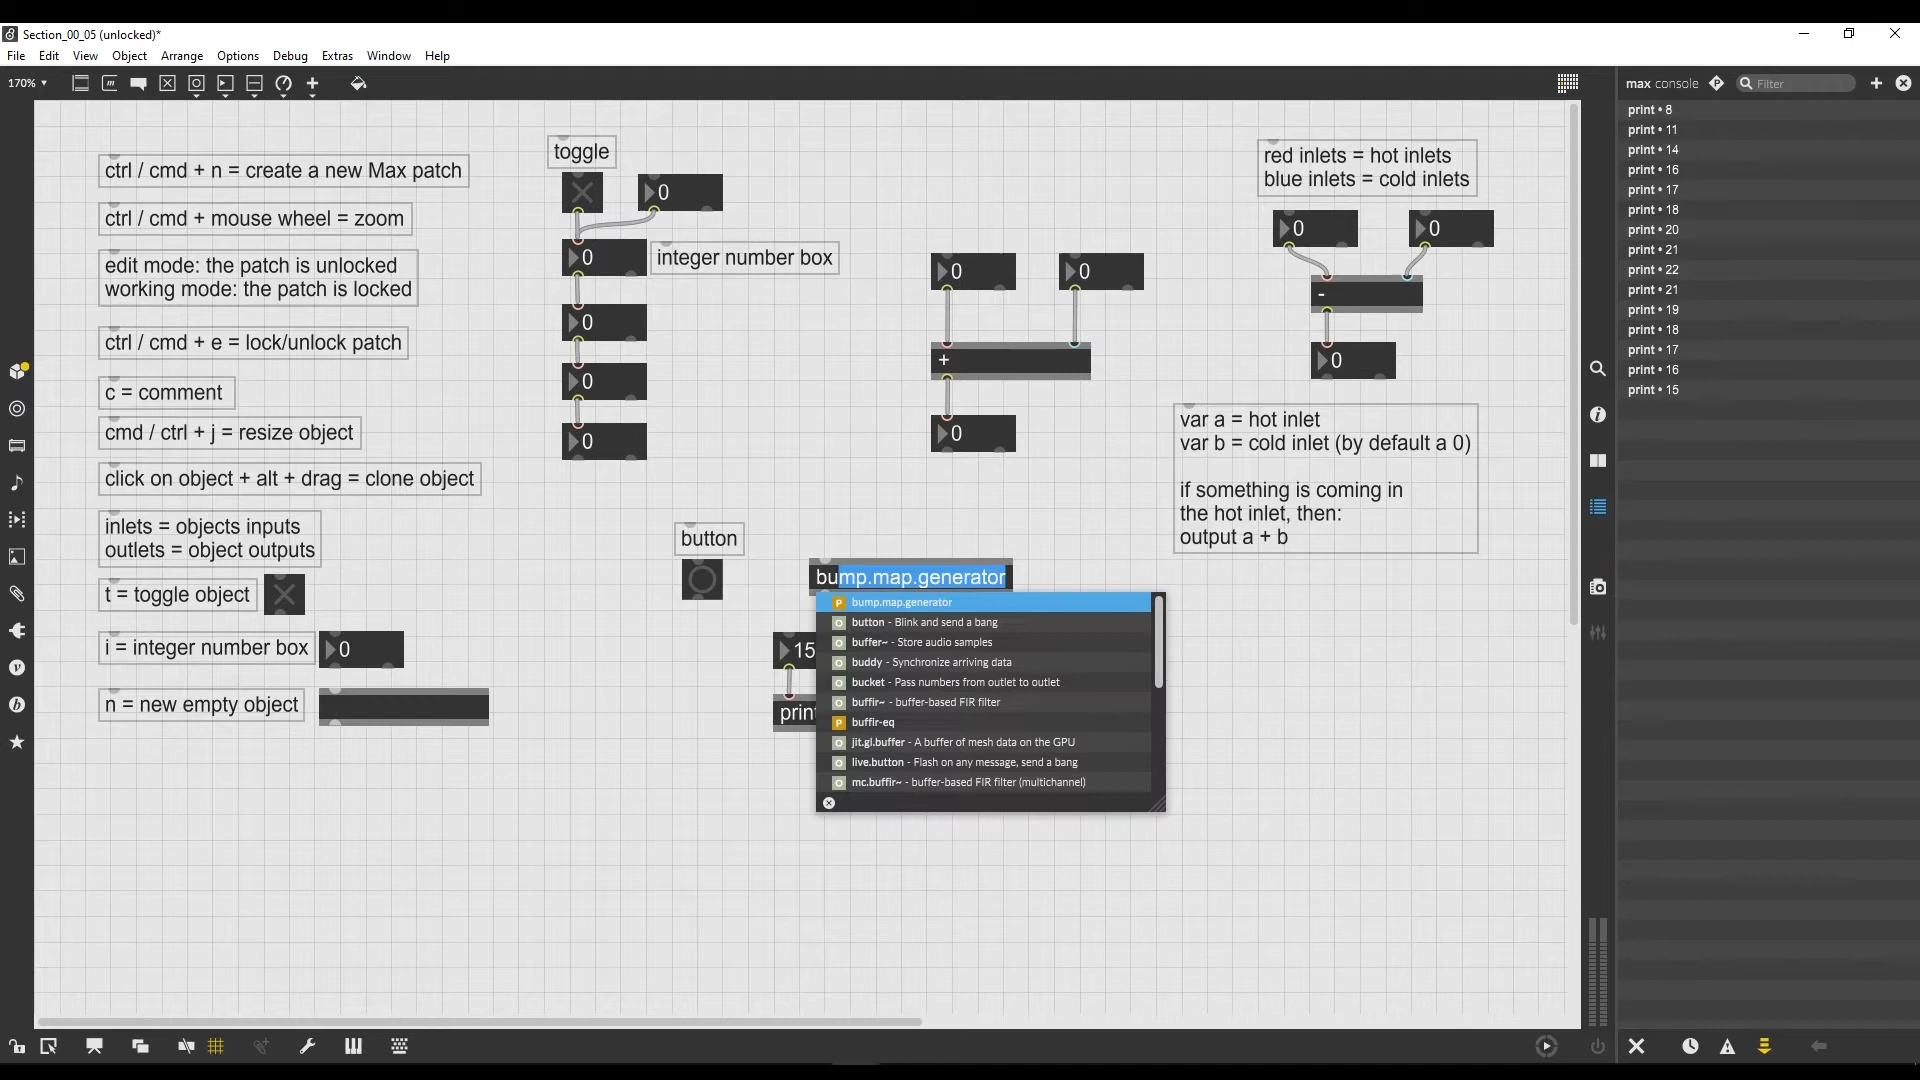 Section_00_05 (unlocked)*
File Edit View Object Arrange Options Debug Extras Window Help
170%
max console
Filter
ctrl / cmd + n = create a new Max patch
ctrl / cmd + mouse wheel = zoom
edit mode: the patch is unlocked
working mode: the patch is locked
ctrl / cmd + e = lock/unlock patch
c = comment
cmd / ctrl + j = resize object
click on object + alt + drag = clone object
inlets = objects inputs
outlets = object outputs
t = toggle object
i = integer number box
0
n = new empty object
toggle
0
0
integer number box
0
0
0
button
0
0
+
0
bump.map.generator
15
print
bump.map.generator
button - Blink and send a bang
buffer~ - Store audio samples
buddy - Synchronize arriving data
bucket - Pass numbers from outlet to outlet
buffir~ - buffer-based FIR filter
buffir-eq
jit.gl.buffer - A buffer of mesh data on the GPU
live.button - Flash on any message, send a bang
mc.buffir~ - buffer-based FIR filter (multichannel)
red inlets = hot inlets
blue inlets = cold inlets
0
0
-
0
var a = hot inlet
var b = cold inlet (by default a 0)
if something is coming in
the hot inlet, then:
output a + b
print • 8
print • 11
print • 14
print • 16
print • 17
print • 18
print • 20
print • 21
print • 22
print • 21
print • 19
print • 18
print • 17
print • 16
print • 15